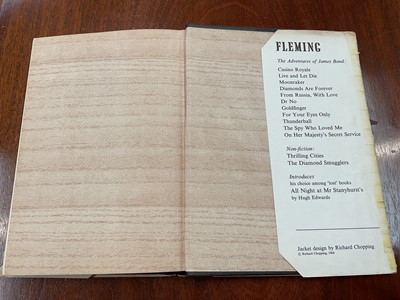 FLEMING
The Adventures of James Bond:
Casino Royale
Live and Let Die
Moonraker
Diamonds Are Forever
From Russia, With Love
Dr No
Goldfinger
For Your Eyes Only
Thunderball
The Spy Who Loved Me
On Her Majesty's Secret Service
Non-fiction:
Thrilling Cities
The Diamond Smugglers
Introduces
his choice among 'lost' books
All Night at Mr Stanyhurst's
by Hugh Edwards
Jacket design by Richard Chopping
© Richard Chopping, 1964